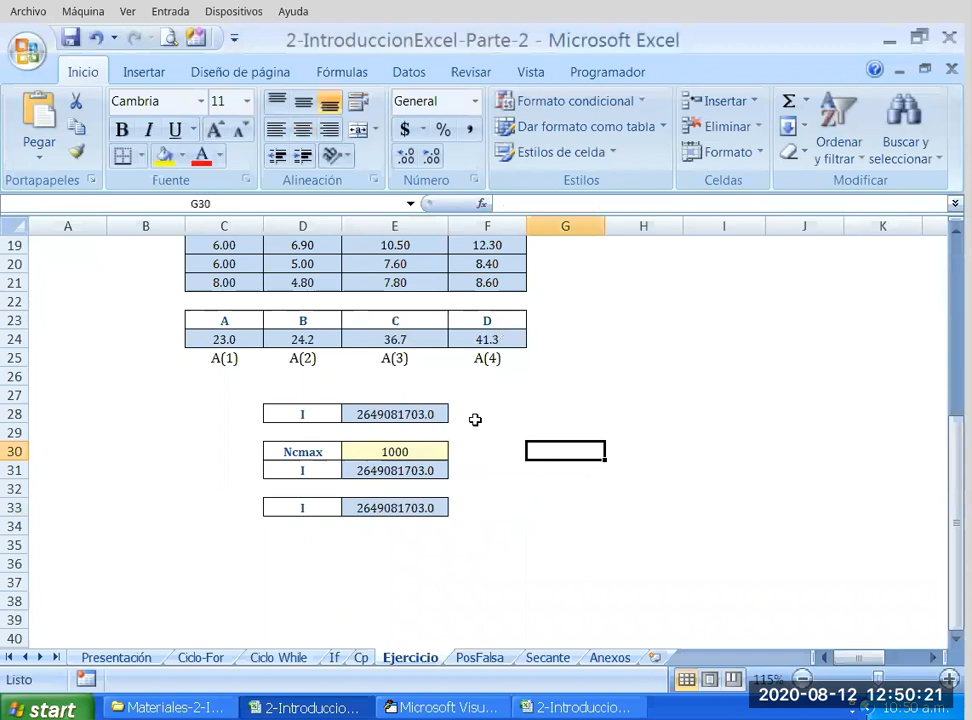 Archivo Máquina Ver Entrada Dispositivos Ayuda
2-IntroduccionExcel-Parte-2 - Microsoft Excel
Inicio Insertar Diseño de página Fórmulas Datos Revisar Vista Programador
Cambria 11 General Formato condicional Insertar Σ
Pegar N K S A A $ % , Dar formato como tabla Eliminar Ordenar y filtrar Buscar y seleccionar
Estilos de celda Formato
Portapapeles Fuente Alineación Número Estilos Celdas Modificar
G30 fx
A B C D E F G H I J K
19 6.00 6.90 10.50 12.30
20 6.00 5.00 7.60 8.40
21 8.00 4.80 7.80 8.60
22
23 A B C D
24 23.0 24.2 36.7 41.3
25 A(1) A(2) A(3) A(4)
26
27
28 I 2649081703.0
29
30 Ncmax 1000
31 I 2649081703.0
32
33 I 2649081703.0
34
35
36
37
38
39
40
Presentación Ciclo-For Ciclo While If Cp Ejercicio PosFalsa Secante Anexos
Listo 115%
2020-08-12 12:50:21
start Materiales-2-I... 2-Introduccio... Microsoft Visu... 2-Introduccio... 10:50 a.m.